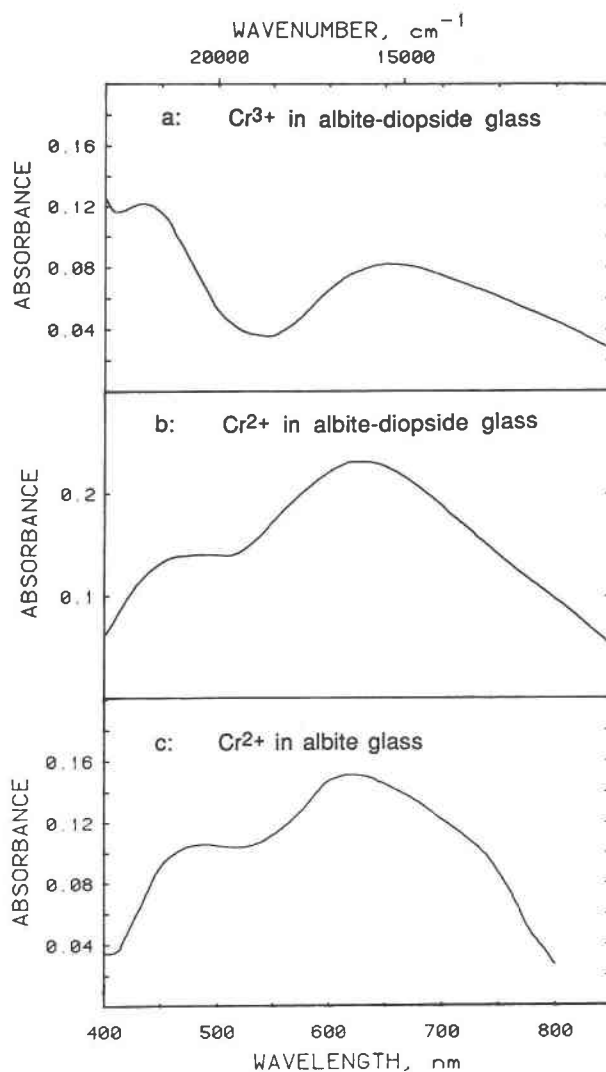 WAVENUMBER, cm⁻¹
20000 15000
a: Cr³⁺ in albite-diopside glass
ABSORBANCE
0.16
0.12
0.08
0.04
b: Cr²⁺ in albite-diopside glass
ABSORBANCE
0.2
0.1
c: Cr²⁺ in albite glass
ABSORBANCE
0.16
0.12
0.08
0.04
400 500 600 700 800
WAVELENGTH, nm